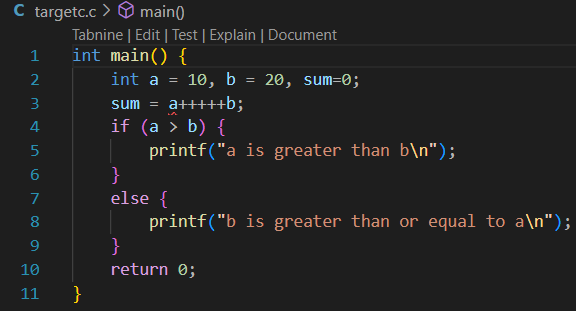 C targetc.c > main()
Tabnine | Edit | Test | Explain | Document
1 int main() {
2     int a = 10, b = 20, sum=0;
3     sum = a+++++b;
4     if (a > b) {
5         printf("a is greater than b\n");
6     }
7     else {
8         printf("b is greater than or equal to a\n");
9     }
10     return 0;
11 }